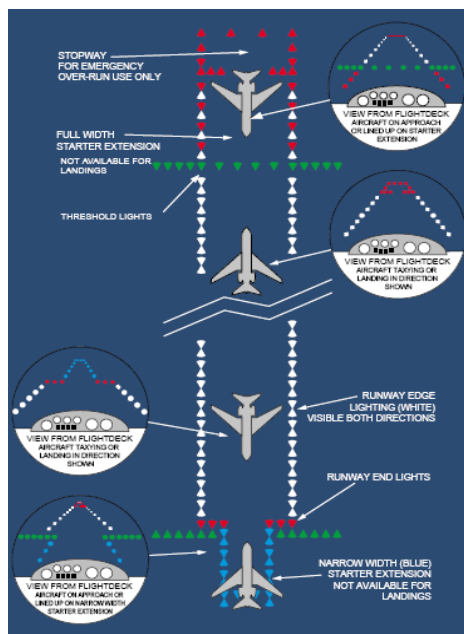 STOPWAY
FOR EMERGENCY
OVER-RUN USE ONLY
VIEW FROM FLIGHTDECK
AIRCRAFT ON APPROACH
OR LINED UP ON STARTER
EXTENSION
FULL WIDTH
STARTER EXTENSION
NOT AVAILABLE FOR
LANDINGS
THRESHOLD LIGHTS
VIEW FROM FLIGHTDECK
AIRCRAFT TAXYING OR
LANDING IN DIRECTION
SHOWN
VIEW FROM FLIGHTDECK
AIRCRAFT TAXYING OR
LANDING IN DIRECTION
SHOWN
RUNWAY EDGE
LIGHTING (WHITE)
VISIBLE BOTH DIRECTIONS
RUNWAY END LIGHTS
VIEW FROM FLIGHTDECK
AIRCRAFT ON APPROACH OR
LINED UP ON NARROW WIDTH
STARTER EXTENSION
NARROW WIDTH (BLUE)
STARTER EXTENSION
NOT AVAILABLE FOR
LANDINGS